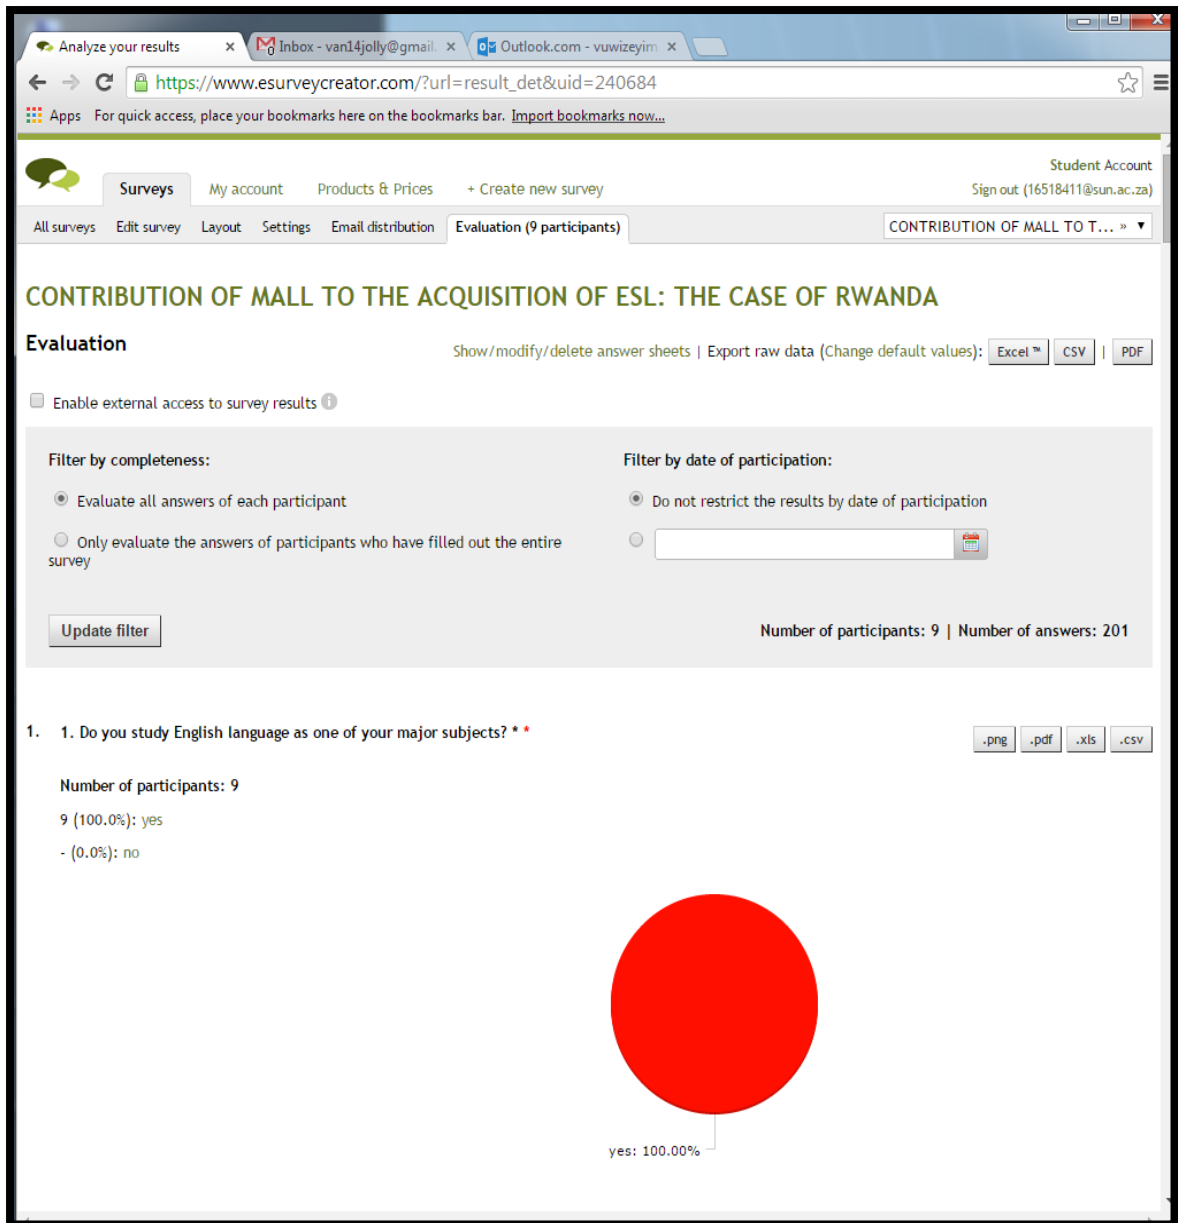 Analyze your results
Inbox - van14jolly@gmail.
Outlook.com - vuwizeyim
https://www.esurveycreator.com/?url=result_det&uid=240684
Apps For quick access, place your bookmarks here on the bookmarks bar. Import bookmarks now...
Student Account
Surveys My account Products & Prices + Create new survey
Sign out (16518411@sun.ac.za)
All surveys Edit survey Layout Settings Email distribution Evaluation (9 participants) CONTRIBUTION OF MALL TO T... »
CONTRIBUTION OF MALL TO THE ACQUISITION OF ESL: THE CASE OF RWANDA
Evaluation
Show/modify/delete answer sheets | Export raw data (Change default values): Excel ™ CSV | PDF
Enable external access to survey results i
Filter by completeness:
Evaluate all answers of each participant
Only evaluate the answers of participants who have filled out the entire
survey
Filter by date of participation:
Do not restrict the results by date of participation
Update filter
Number of participants: 9 | Number of answers: 201
1. 1. Do you study English language as one of your major subjects? * *
.png .pdf .xls .csv
Number of participants: 9
9 (100.0%): yes
- (0.0%): no
yes: 100.00%